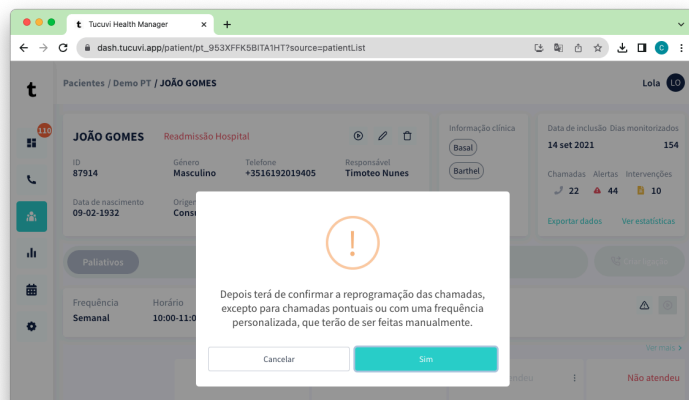 t Tucuvi Health Manager
dash.tucuvi.app/patient/pt_953XFFK5BITA1HT?source=patientList
t
Pacientes / Demo PT / JOÃO GOMES
Lola LO
110
JOÃO GOMES Readmissão Hospital
Informação clínica
Data de inclusão Dias monitorizados
Basal
14 set 2021 154
ID Género Telefone Responsável
87914 Masculino +3516192019405 Timoteo Nunes
Barthel
Chamadas Alertas Intervenções
22 44 10
Data de nascimento
09-02-1932
Exportar dados Ver estatísticas
Paliativos
Frequência Horário
Semanal
!
Depois terá de confirmar a reprogramação das chamadas,
excepto para chamadas pontuais ou com uma frequência
personalizada, que terão de ser feitas manualmente.
Cancelar Sim
Ver mais >
Não atendeu